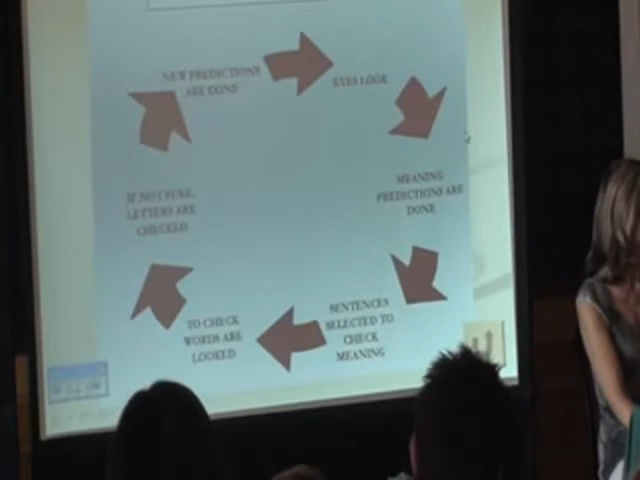 NEW PREDICTIONS
ARE DONE
EYES LOOK
MEANING
PREDICTIONS ARE
DONE
SENTENCES
SELECTED TO
CHECK
MEANING
TO CHECK
WORDS ARE
LOOKED
IF NOT
LETTERS ARE
CHECKED